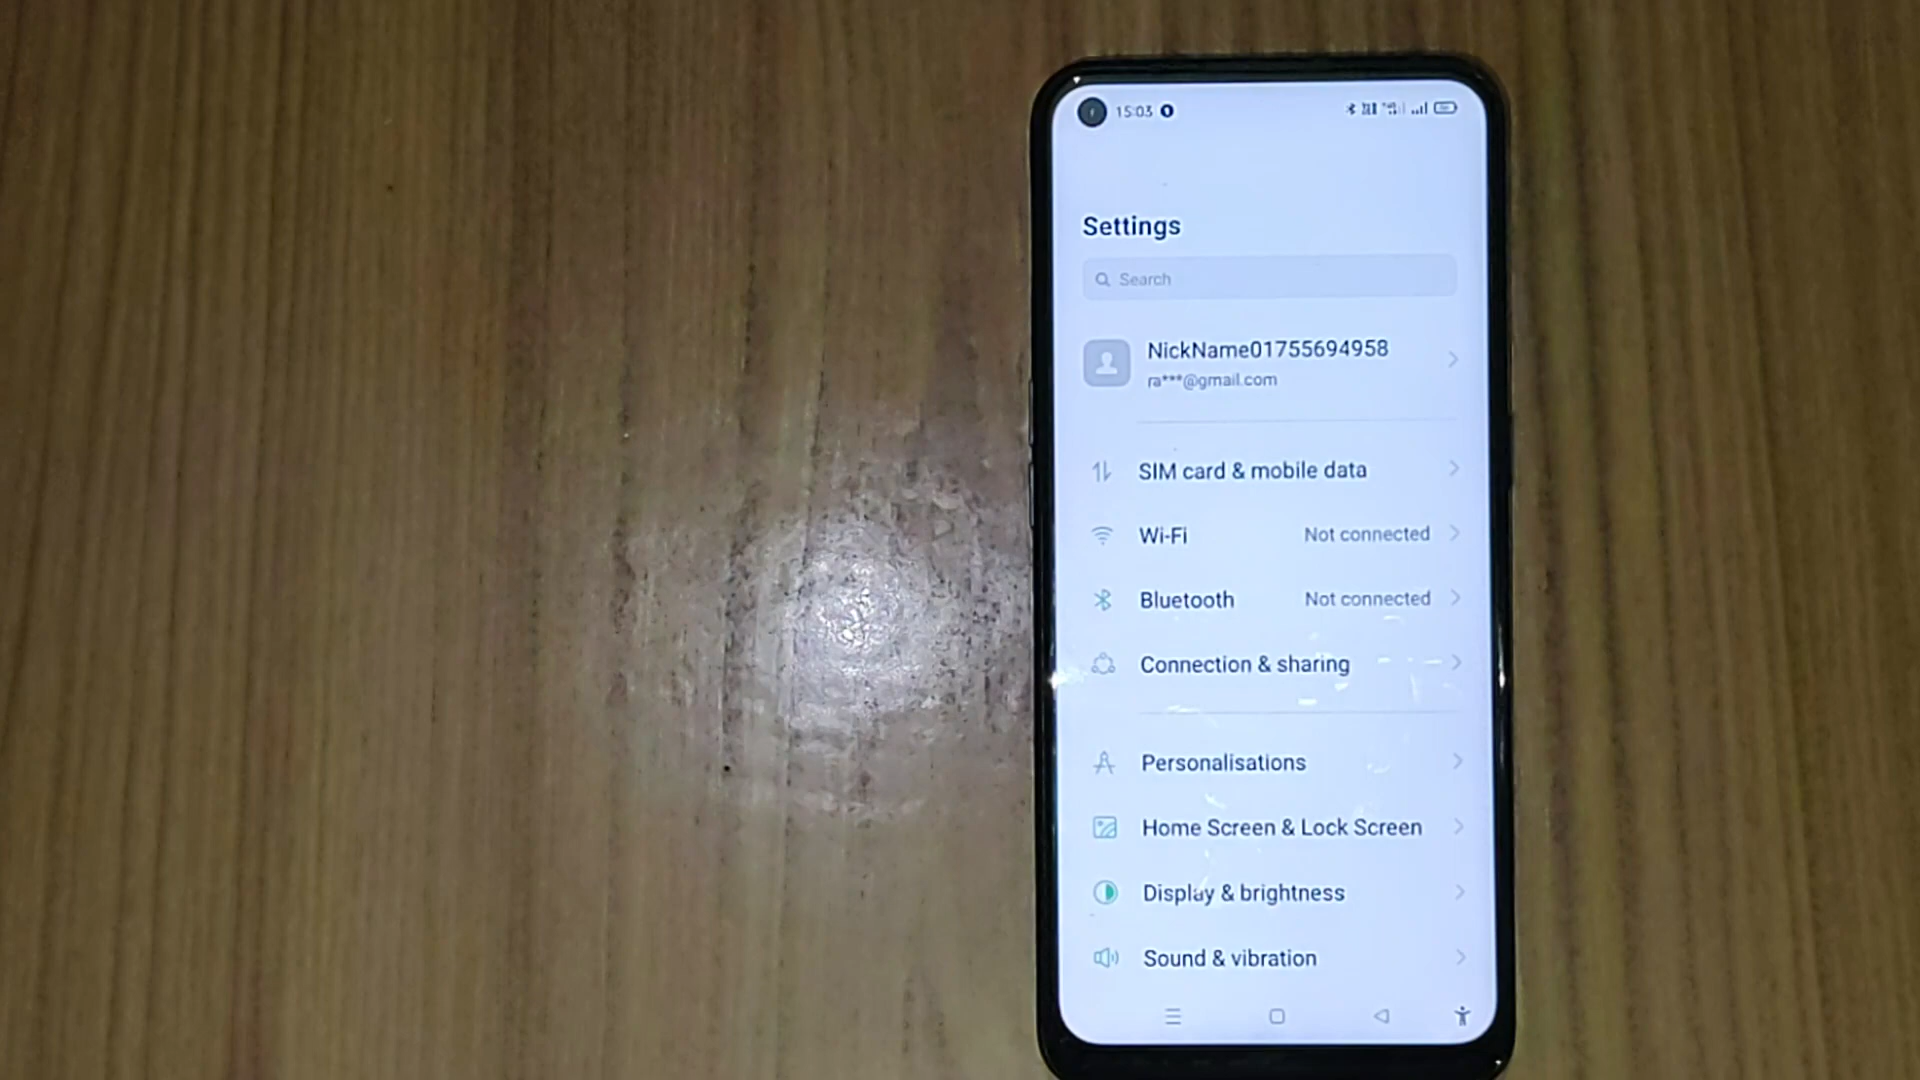 15:03
Settings
Search
NickName01755694958
ra***@gmail.com
SIM card & mobile data
Wi-Fi Not connected
Bluetooth Not connected
Connection & sharing
Personalisations
Home Screen & Lock Screen
Display & brightness
Sound & vibration